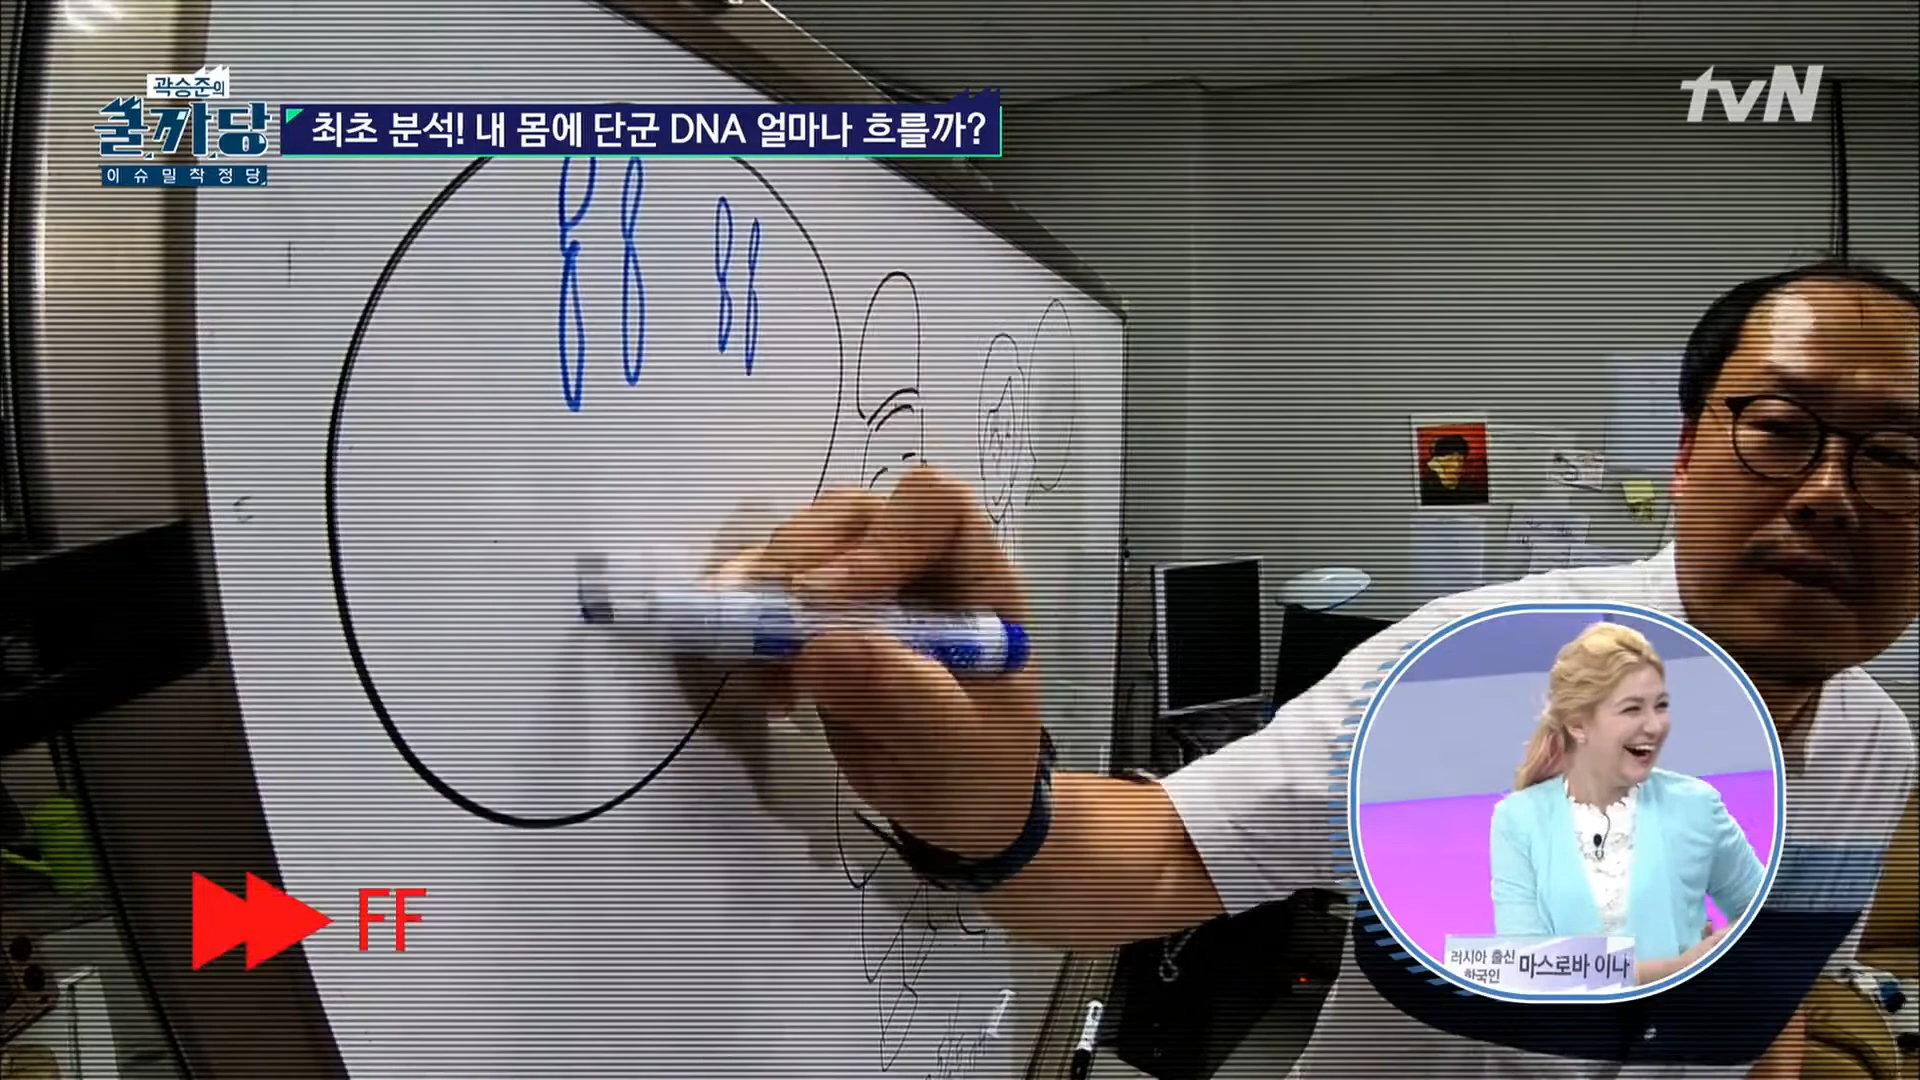 곽승준의
쿨까당
이슈밀착정당
최초 분석! 내 몸에 단군 DNA 얼마나 흐를까?
tvN
FF
러시아 출신
한국인
마스로바 이나